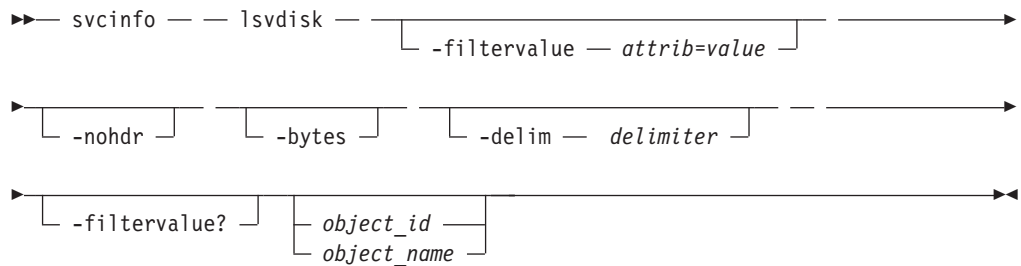 svcinfo lsvdisk
-filtervalue attrib=value
-nohdr -bytes -delim delimiter
-filtervalue? object_id
object_name